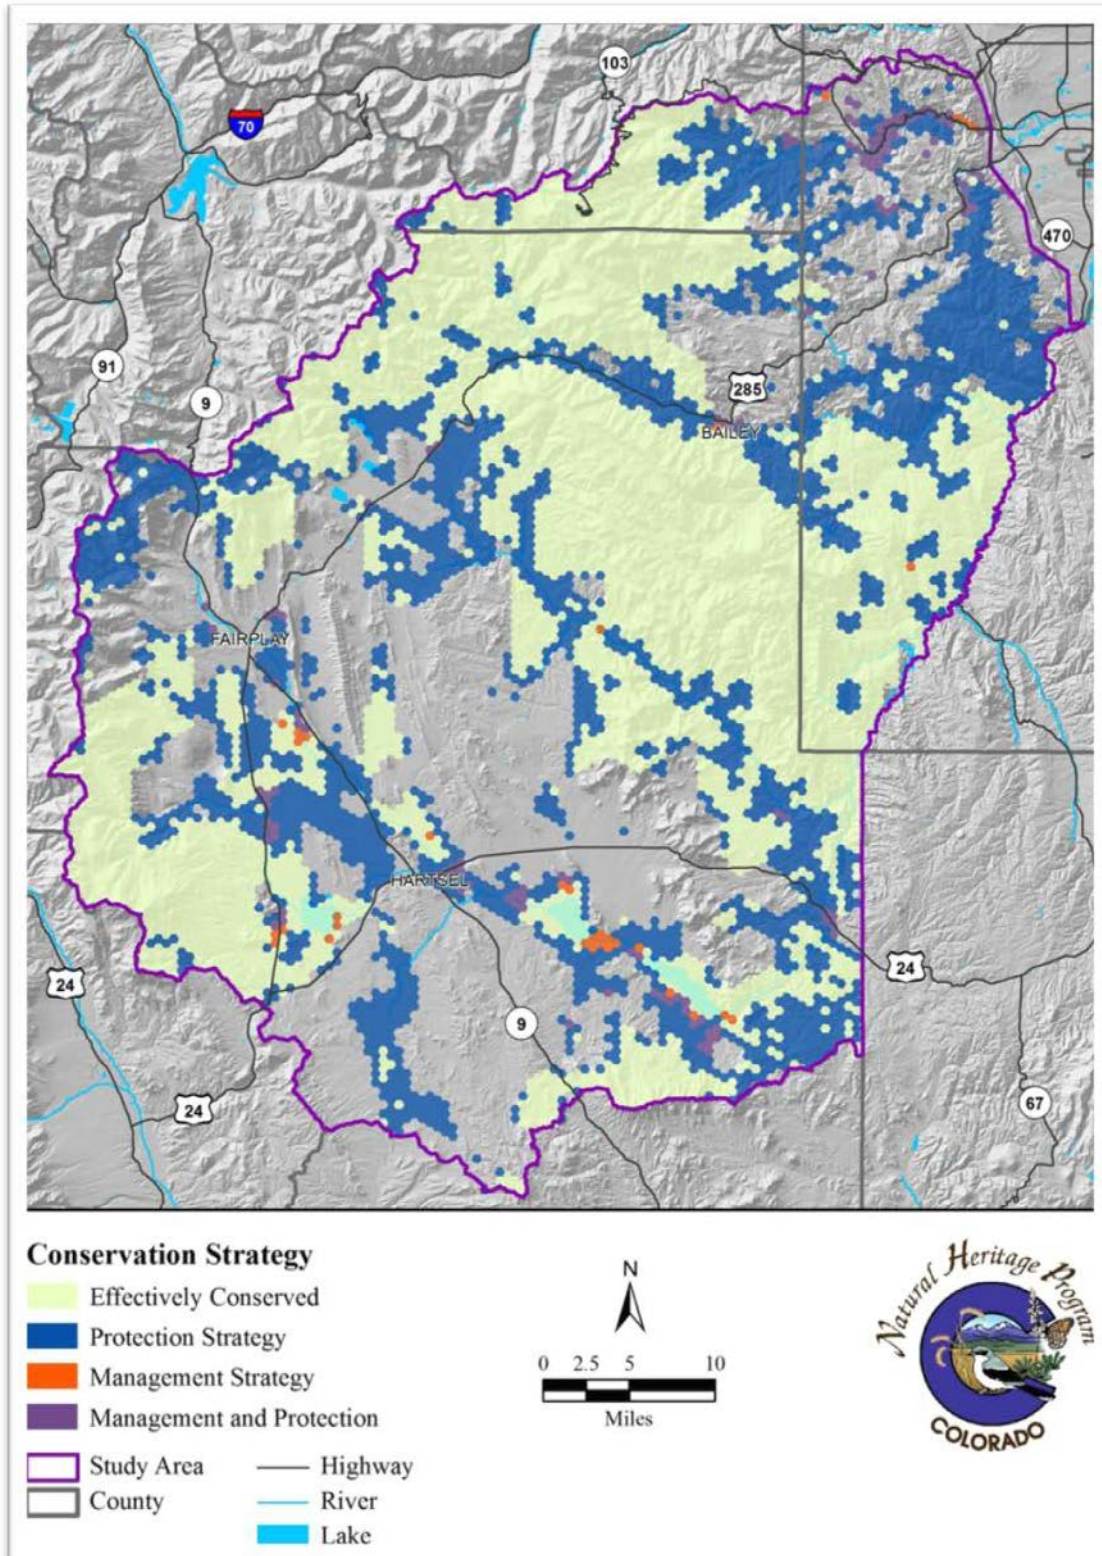 103
70
470
91
9
285
BAILEY
FAIRPLAY
HARTSEL
24
24
9
24
67
Conservation Strategy
Effectively Conserved
Protection Strategy
Management Strategy
Management and Protection
Study Area
County
Highway
River
Lake
N
0 2.5 5 10
Miles
Natural Heritage Program
COLORADO